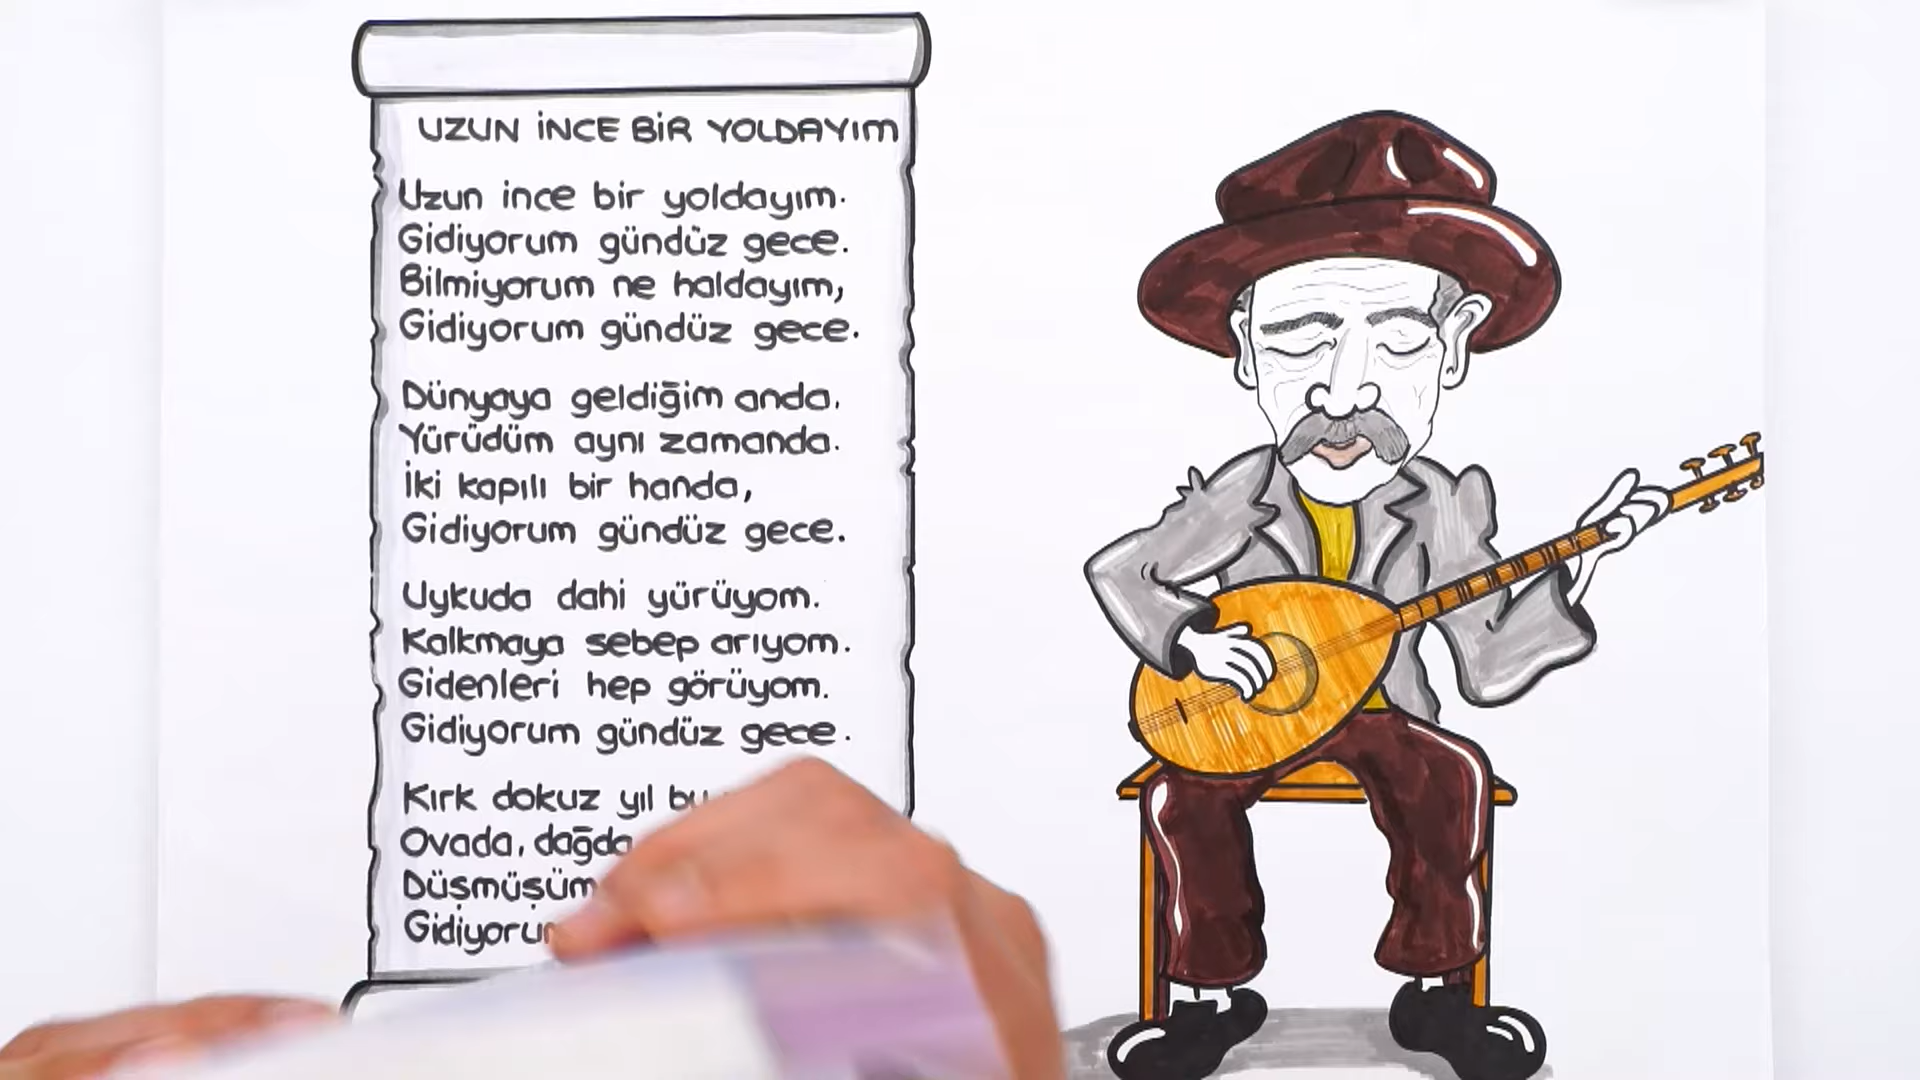 UZUN İNCE BİR YOLDAYIM
Uzun ince bir yoldayım.
Gidiyorum gündüz gece.
Bilmiyorum ne haldayım,
Gidiyorum gündüz gece.
Dünyaya geldiğim anda.
Yürüdüm aynı zamanda.
İki kapılı bir handa,
Gidiyorum gündüz gece.
Uykuda dahi yürüyom.
Kalkmaya sebep arıyom.
Gidenleri hep görüyom.
Gidiyorum gündüz gece.
Kırk dokuz yıl
Ovada, dağda
Düşmüşüm